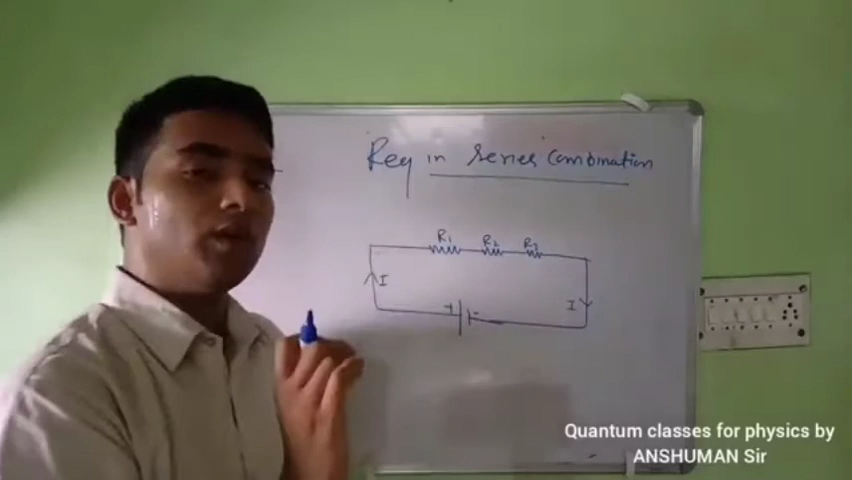 Req in Series Combination
R1 R2 R3
I
I
+ -
Quantum classes for physics by
ANSHUMAN Sir